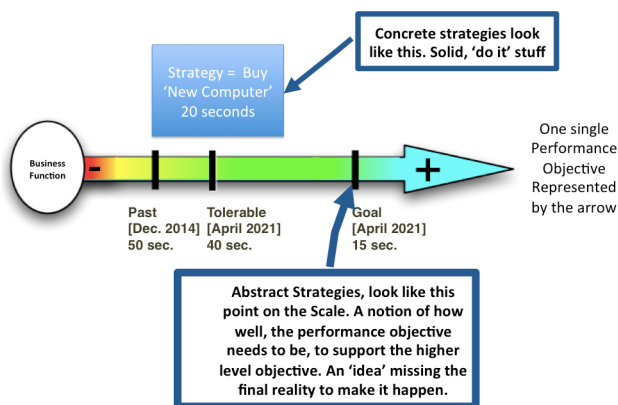 Concrete strategies look
like this. Solid, ‘do it’ stuff
Strategy = Buy
‘New Computer’
20 seconds
Business
Function
-
+
One single
Performance
Objective
Represented
by the arrow
Past
[Dec. 2014]
50 sec.
Tolerable
[April 2021]
40 sec.
Goal
[April 2021]
15 sec.
Abstract Strategies, look like this
point on the Scale. A notion of how
well, the performance objective
needs to be, to support the higher
level objective. An ‘idea’ missing the
final reality to make it happen.